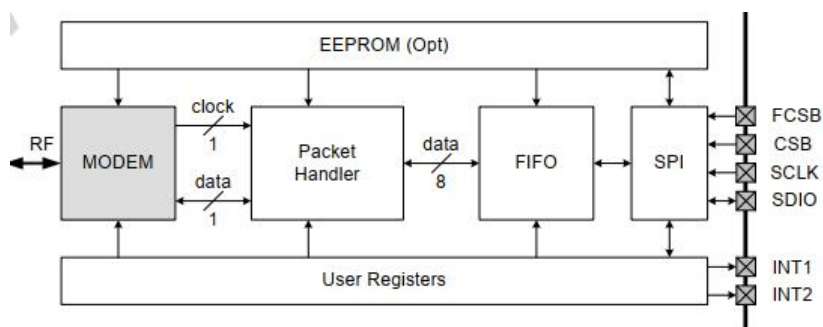 EEPROM (Opt)
RF
MODEM
clock
1
data
1
Packet
Handler
data
8
FIFO
SPI
FCSB
CSB
SCLK
SDIO
User Registers
INT1
INT2